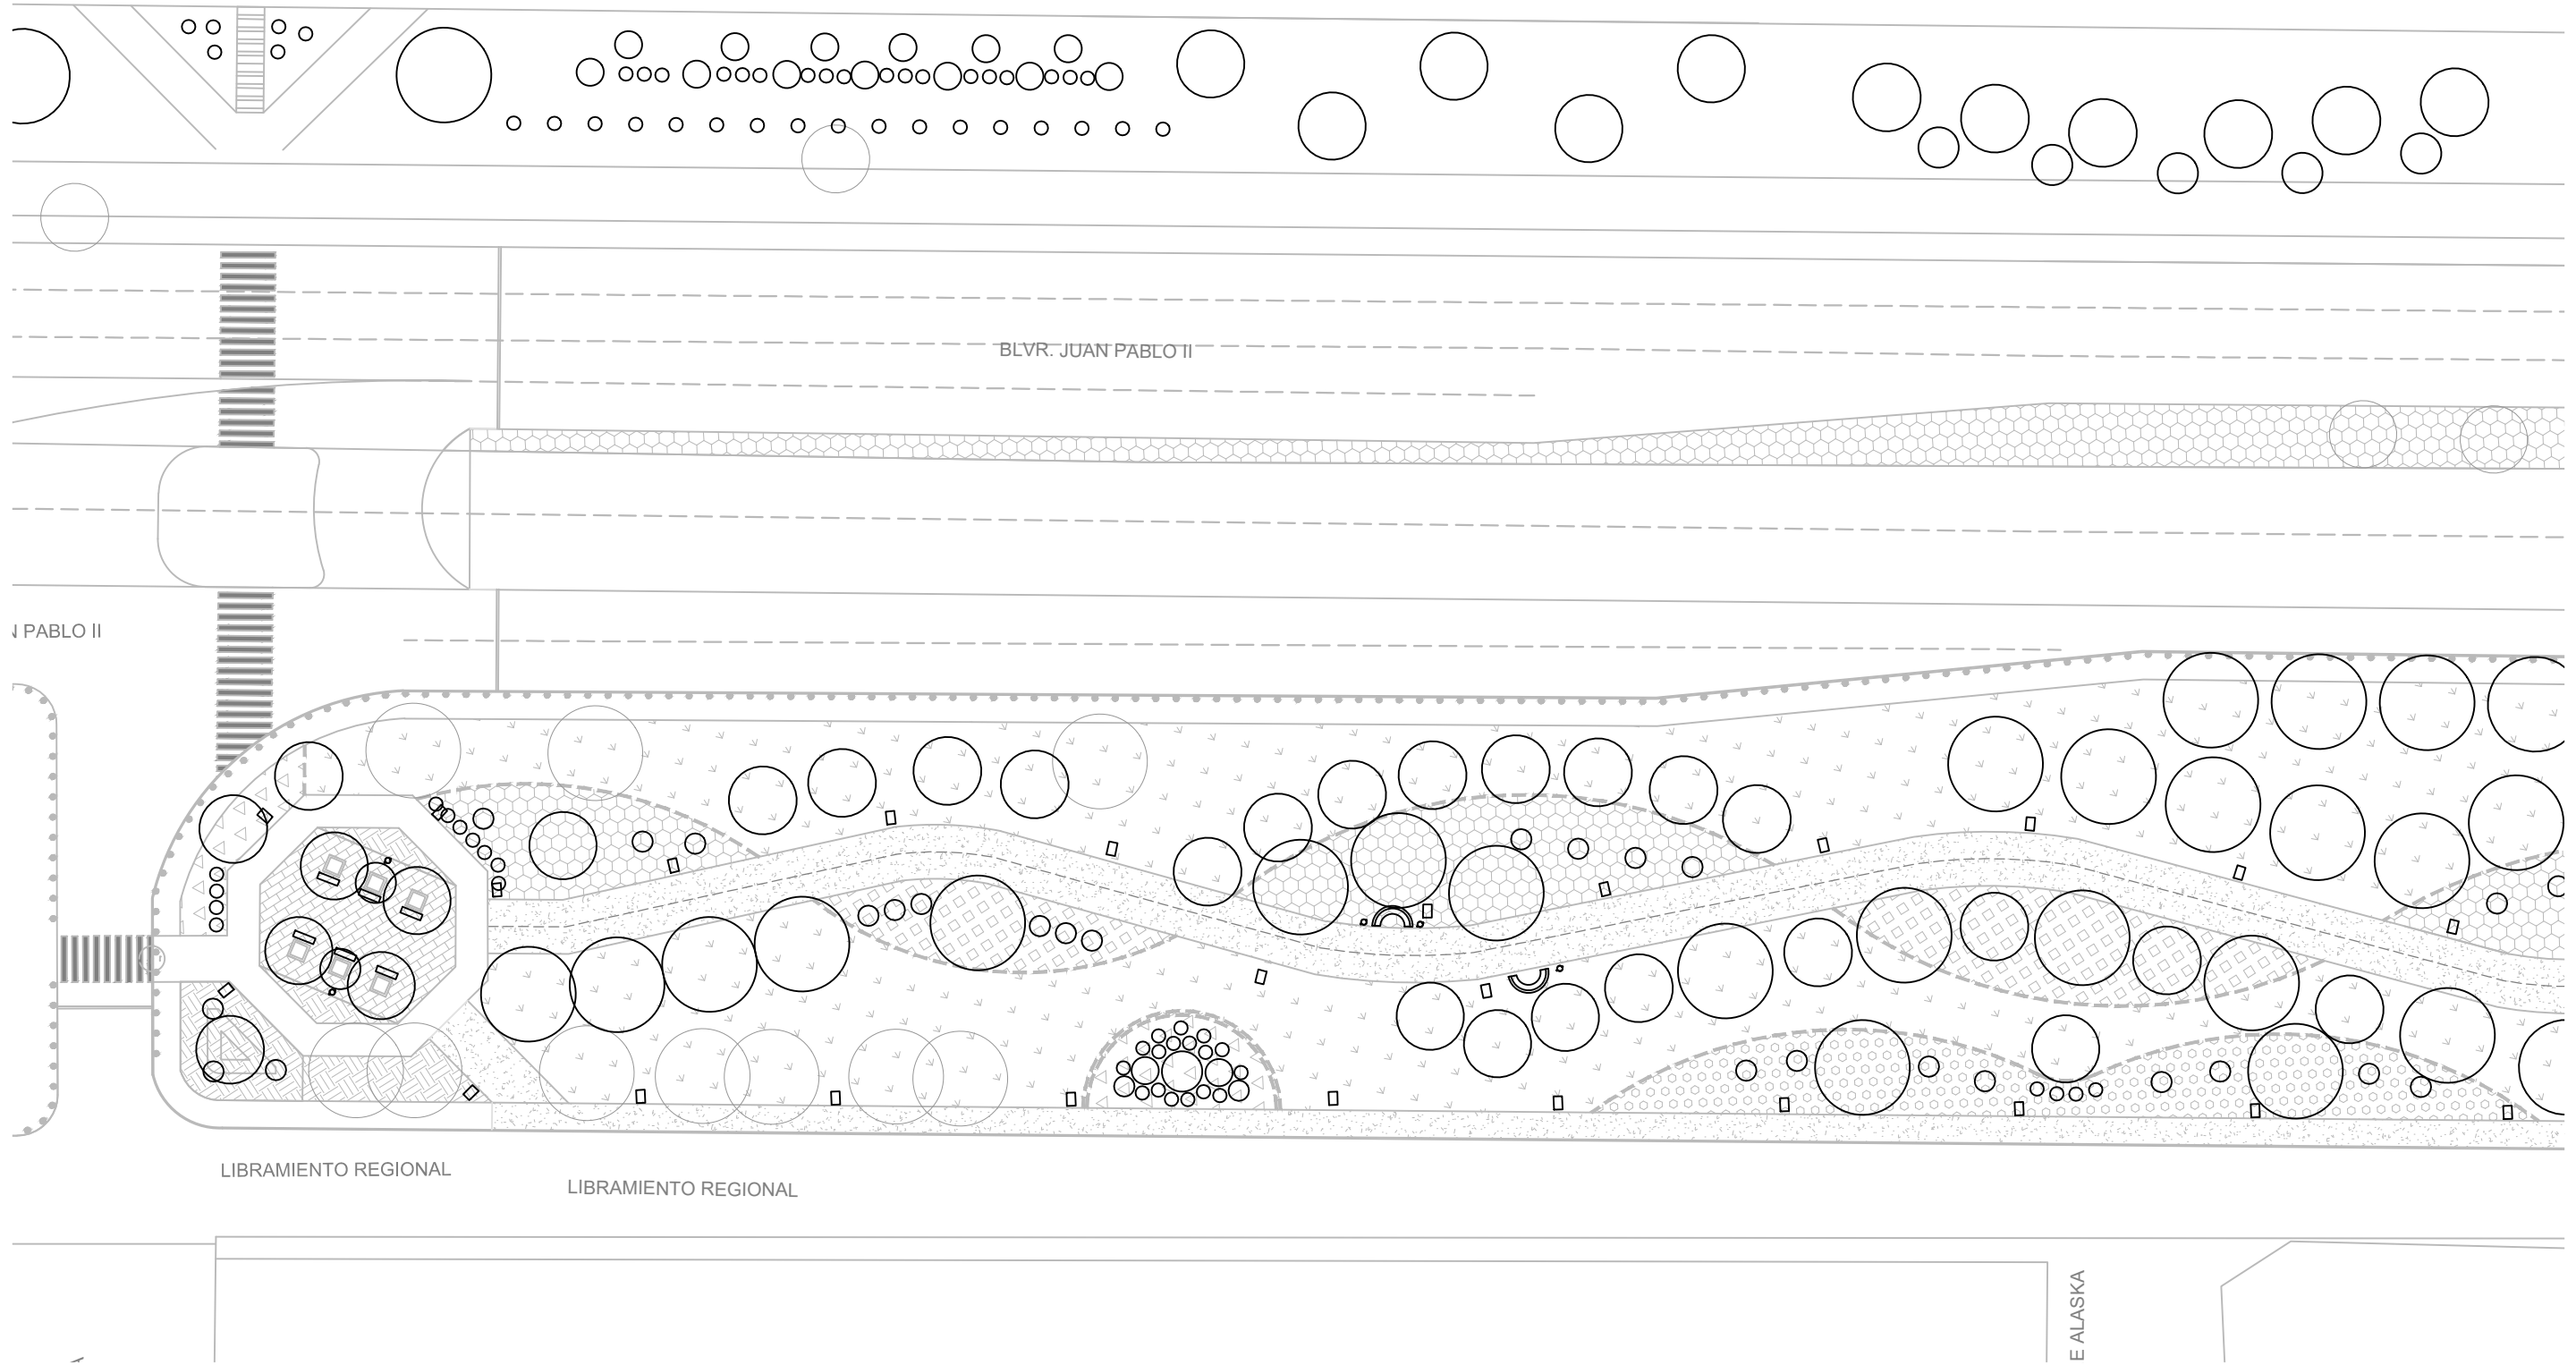 BLVR. JUAN PABLO II
N PABLO II
LIBRAMIENTO REGIONAL
LIBRAMIENTO REGIONAL
E ALASKA